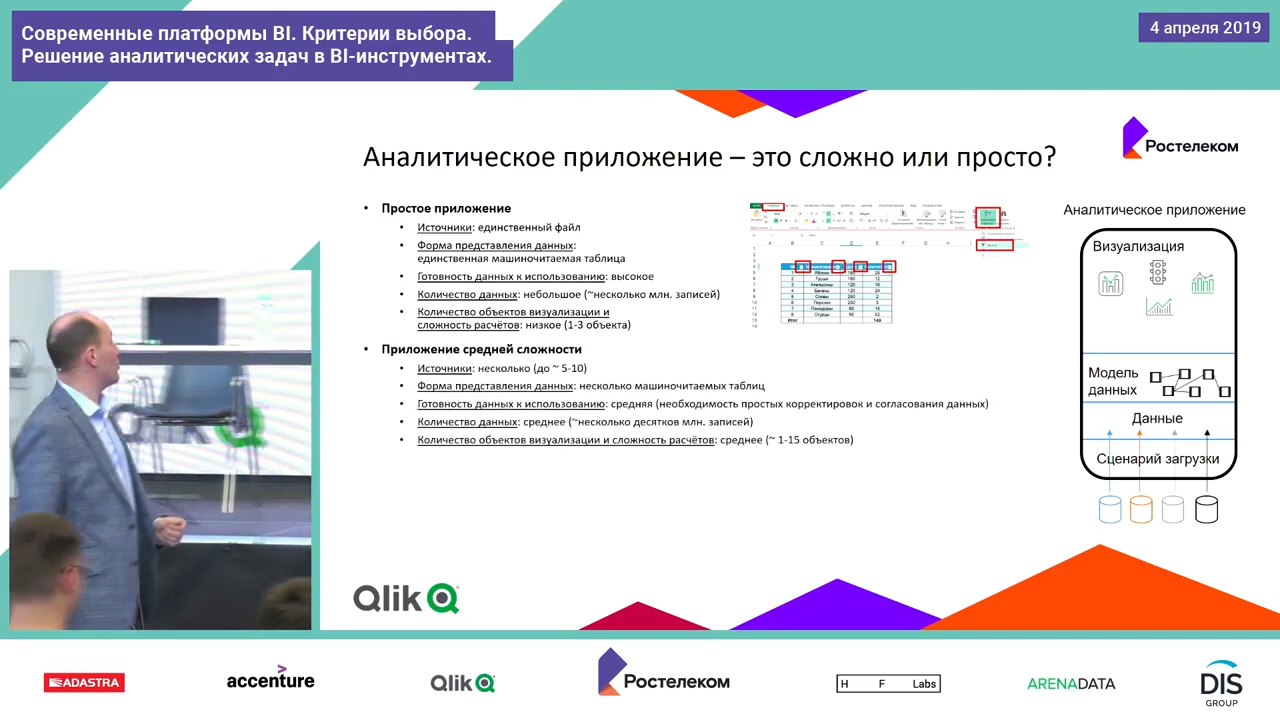 Современные платформы BI. Критерии выбора.
Решение аналитических задач в BI-инструментах.
4 апреля 2019
Ростелеком
Аналитическое приложение – это сложно или просто?
• Простое приложение
• Источники: единственный файл
• Форма представления данных:
единственная машиночитаемая таблица
• Готовность данных к использованию: высокое
• Количество данных: небольшое (~несколько млн. записей)
• Количество объектов визуализации и
сложность расчётов: низкое (1-3 объекта)
• Приложение средней сложности
• Источники: несколько (до ~ 5-10)
• Форма представления данных: несколько машиночитаемых таблиц
• Готовность данных к использованию: средняя (необходимость простых корректировок и согласования данных)
• Количество данных: среднее (~несколько десятков млн. записей)
• Количество объектов визуализации и сложность расчётов: среднее (~ 1-15 объектов)
Аналитическое приложение
Визуализация
Модель
данных
Данные
Сценарий загрузки
Qlik
ADASTRA
accenture
Qlik
Ростелеком
H F Labs
ARENADATA
DIS
GROUP